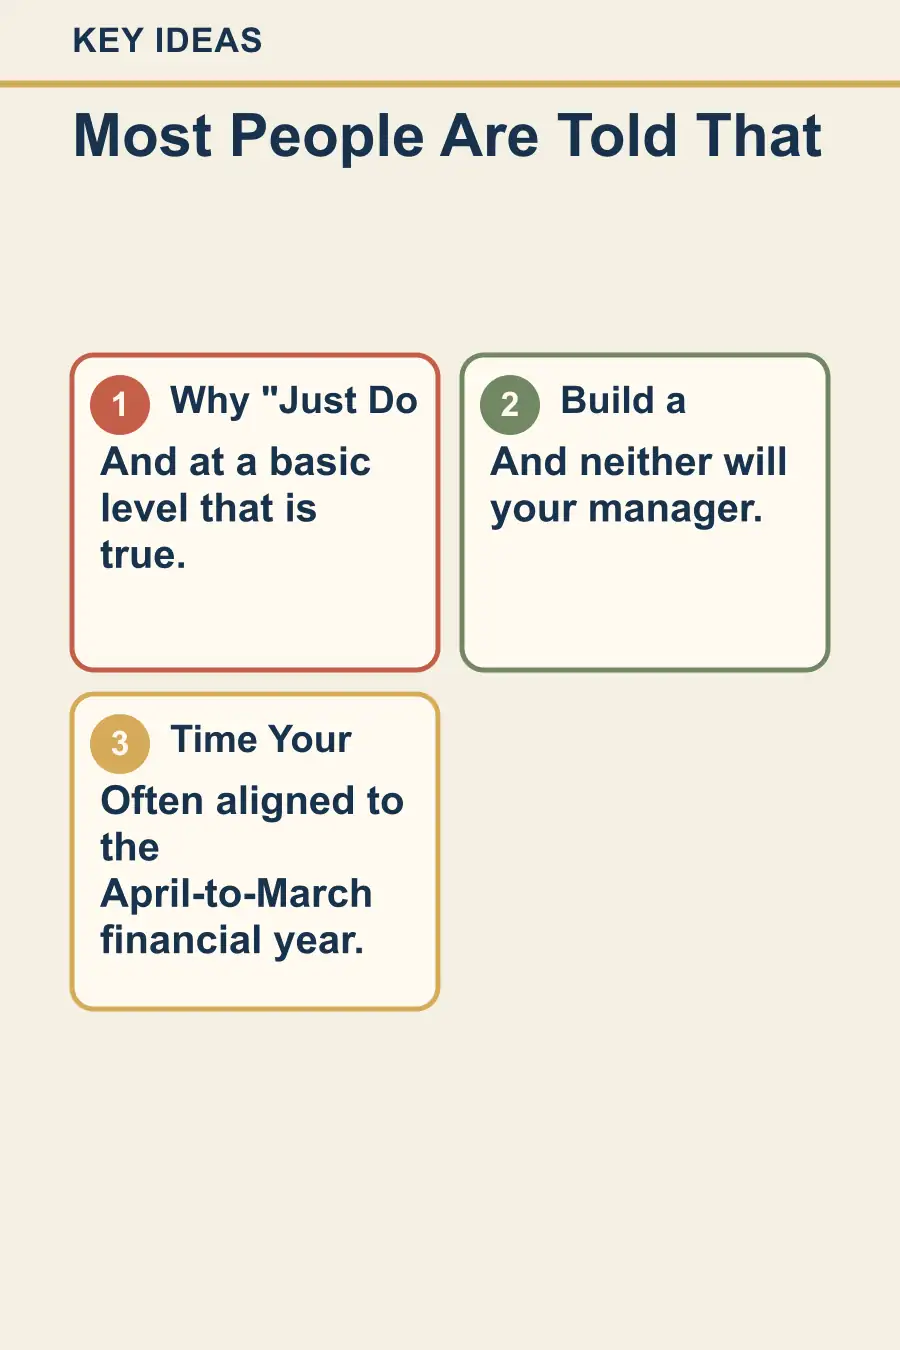 KEY IDEAS
Most People Are Told That
1 Why "Just Do
And at a basic
level that is
true.
2 Build a
And neither will
your manager.
3 Time Your
Often aligned to
the
April-to-March
financial year.